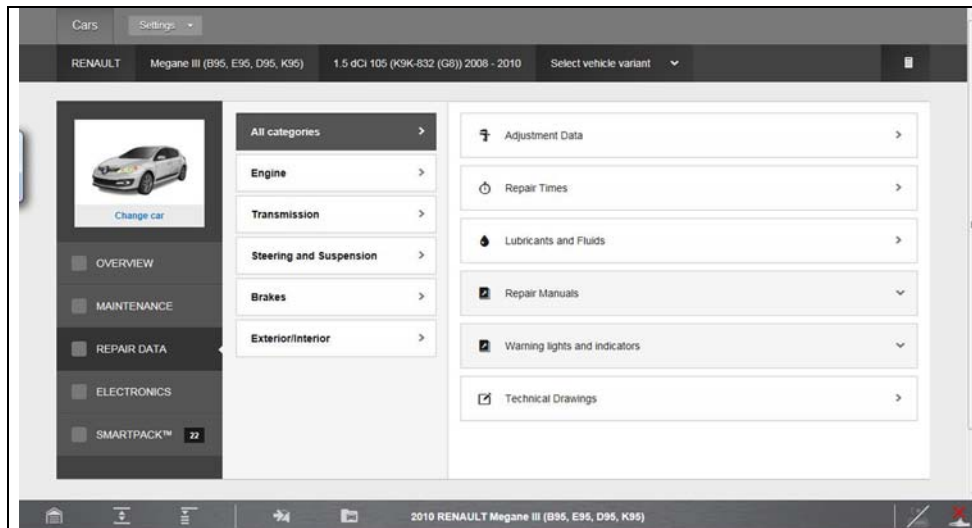 Cars Settings
RENAULT Megane III (B95, E95, D95, K95) 1.5 dCi 105 (K9K-832 (G8)) 2008 - 2010 Select vehicle variant
Change car
OVERVIEW
MAINTENANCE
REPAIR DATA
ELECTRONICS
SMARTPACK™ 22
All categories
Engine
Transmission
Steering and Suspension
Brakes
Exterior/Interior
Adjustment Data
Repair Times
Lubricants and Fluids
Repair Manuals
Warning lights and indicators
Technical Drawings
2010 RENAULT Megane III (B95, E95, D95, K95)